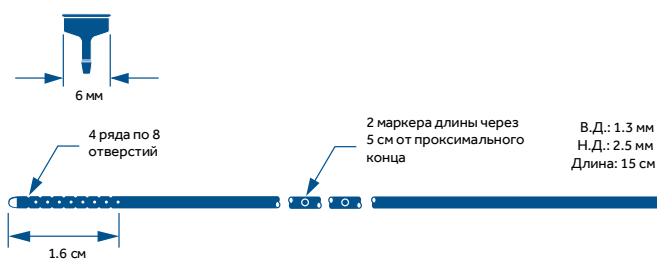 6 мм
4 ряда по 8
отверстий
2 маркера длины через
5 см от проксимального
конца
В.Д.: 1.3 мм
Н.Д.: 2.5 мм
Длина: 15 см
1.6 см